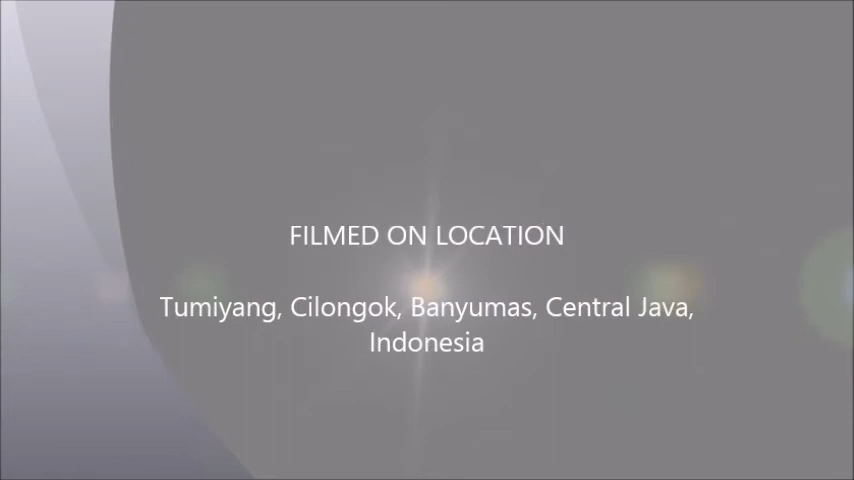 FILMED ON LOCATION
Tumiyang, Cilongok, Banyumas, Central Java,
Indonesia